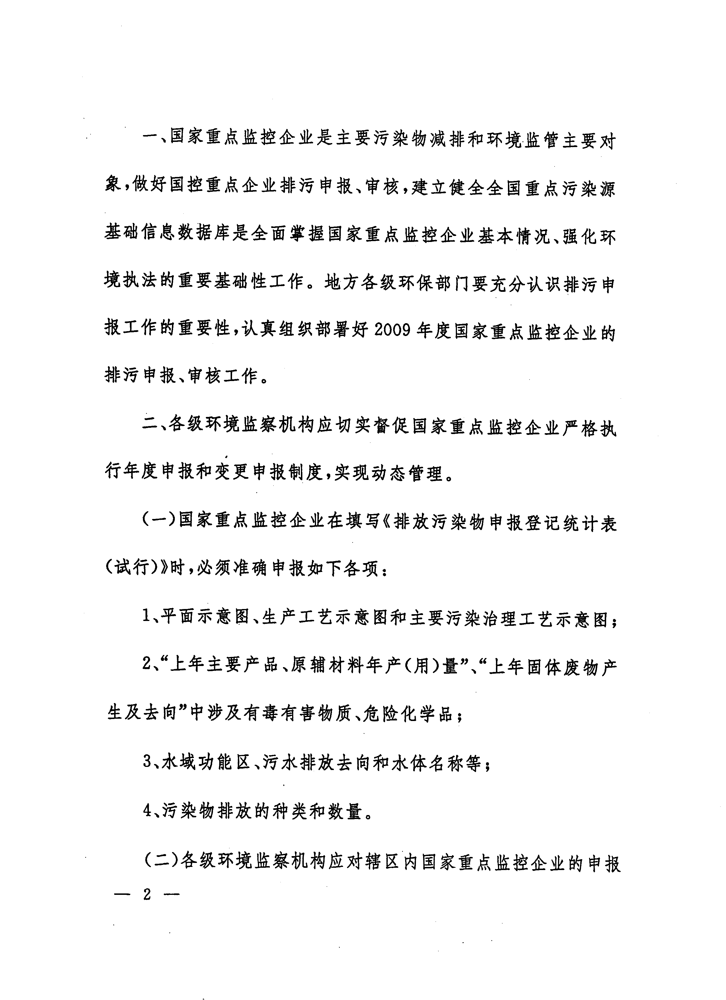 一、国家重点监控企业是主要污染物减排和环境监管主要对
象,做好国控重点企业排污申报、审核,建立健全全国重点污染源
基础信息数据库是全面掌握国家重点监控企业基本情况、强化环
境执法的重要基础性工作。地方各级环保部门要充分认识排污申
报工作的重要性,认真组织部署好 2009 年度国家重点监控企业的
排污申报、审核工作。
二、各级环境监察机构应切实督促国家重点监控企业严格执
行年度申报和变更申报制度,实现动态管理。
(一)国家重点监控企业在填写《排放污染物申报登记统计表
(试行)》时,必须准确申报如下各项:
1、平面示意图、生产工艺示意图和主要污染治理工艺示意图;
2、“上年主要产品、原辅材料年产(用)量”、“上年固体废物产
生及去向”中涉及有毒有害物质、危险化学品;
3、水域功能区、污水排放去向和水体名称等;
4、污染物排放的种类和数量。
(二)各级环境监察机构应对辖区内国家重点监控企业的申报
— 2 —